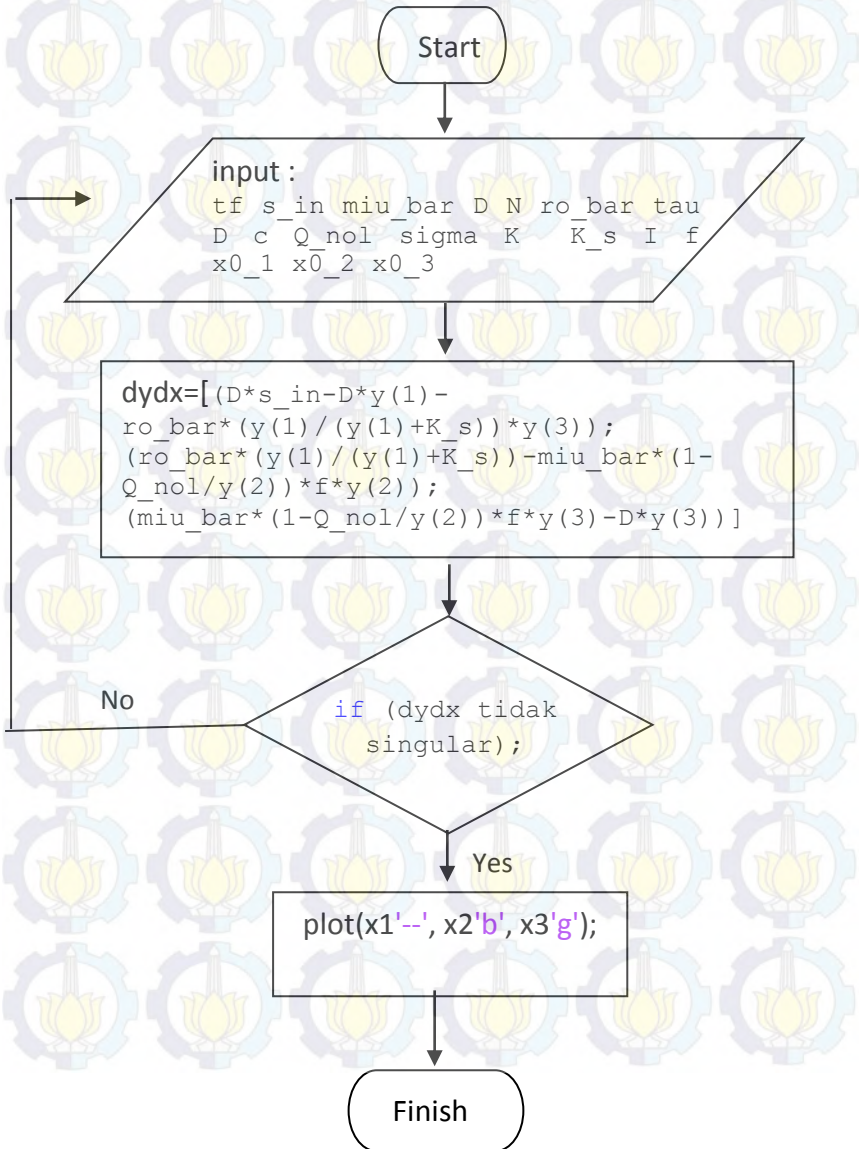 Start
input :
tf s_in miu_bar D N ro_bar tau
D c Q_nol sigma K K_s I f
x0_1 x0_2 x0_3
dydx=[(D*s_in-D*y(1)-
ro_bar*(y(1)/(y(1)+K_s))*y(3));
(ro_bar*(y(1)/(y(1)+K_s))-miu_bar*(1-
Q_nol/y(2))*f*y(2));
(miu_bar*(1-Q_nol/y(2))*f*y(3)-D*y(3))]
No
if (dydx tidak
singular);
Yes
plot(x1'--', x2'b', x3'g');
Finish